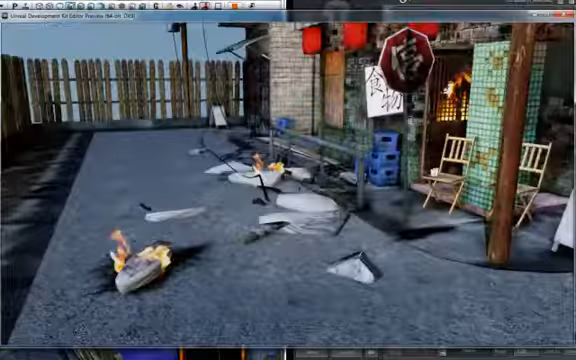 Unreal Development Kit Editor Preview (64-bit, DX9)
食物